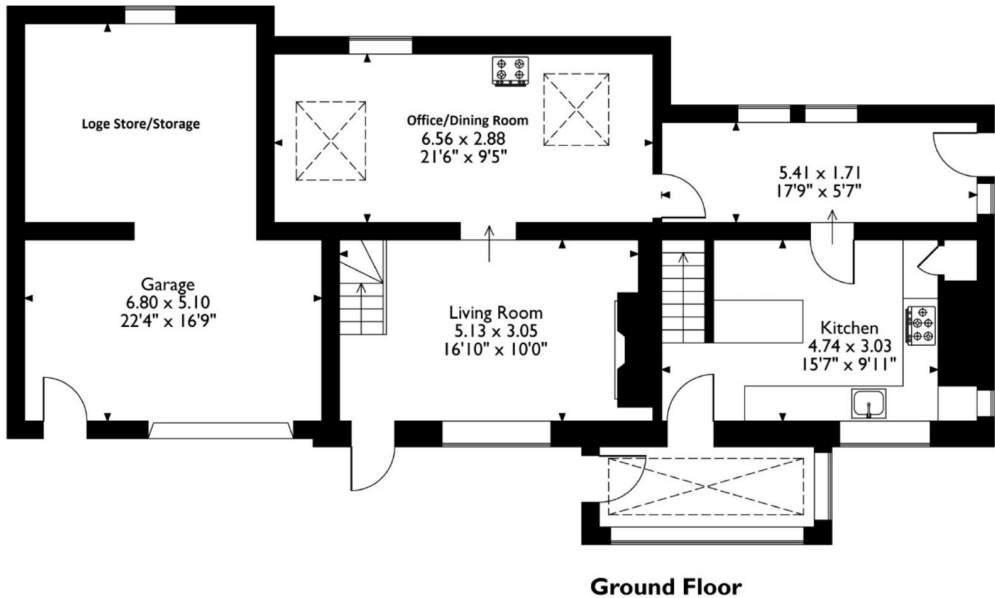 Loge Store/Storage
Office/Dining Room
6.56 x 2.88
21'6" x 9'5"
5.41 x 1.71
17'9" x 5'7"
Garage
6.80 x 5.10
22'4" x 16'9"
Living Room
5.13 x 3.05
16'10" x 10'0"
Kitchen
4.74 x 3.03
15'7" x 9'11"
Ground Floor